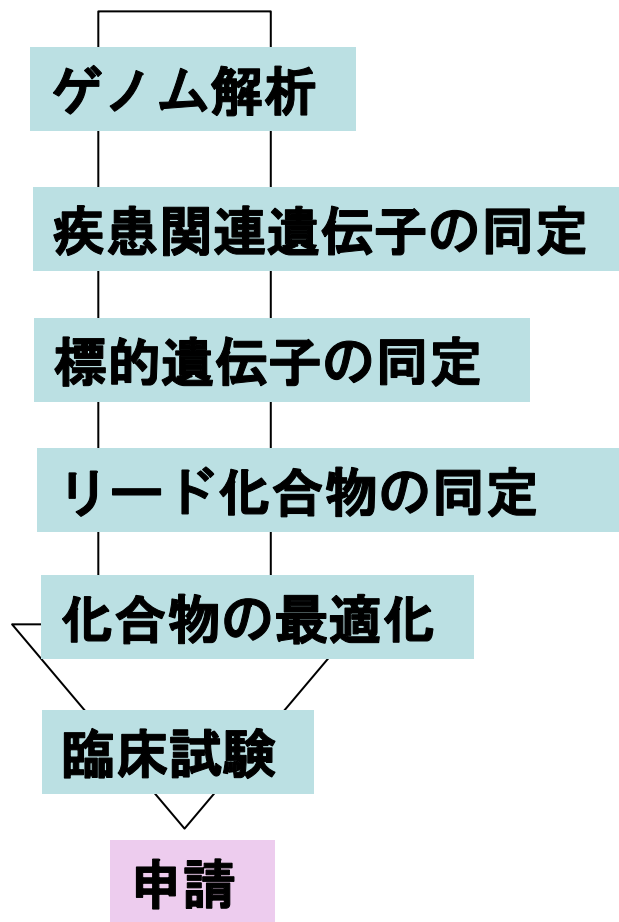 ゲノム解析
疾患関連遺伝子の同定
標的遺伝子の同定
リード化合物の同定
化合物の最適化
臨床試験
申請